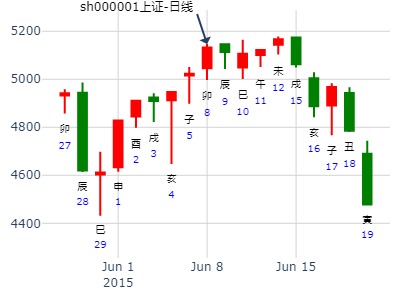 sh000001上证-日线
5200
5000
4800
4600
4400
卯
27
辰
28
巳
29
申
1
酉
2
戌
3
亥
4
子
5
卯
8
辰
9
巳
10
午
11
未
12
戌
15
亥
16
子
17
丑
18
寅
19
Jun 1
2015
Jun 8
Jun 15